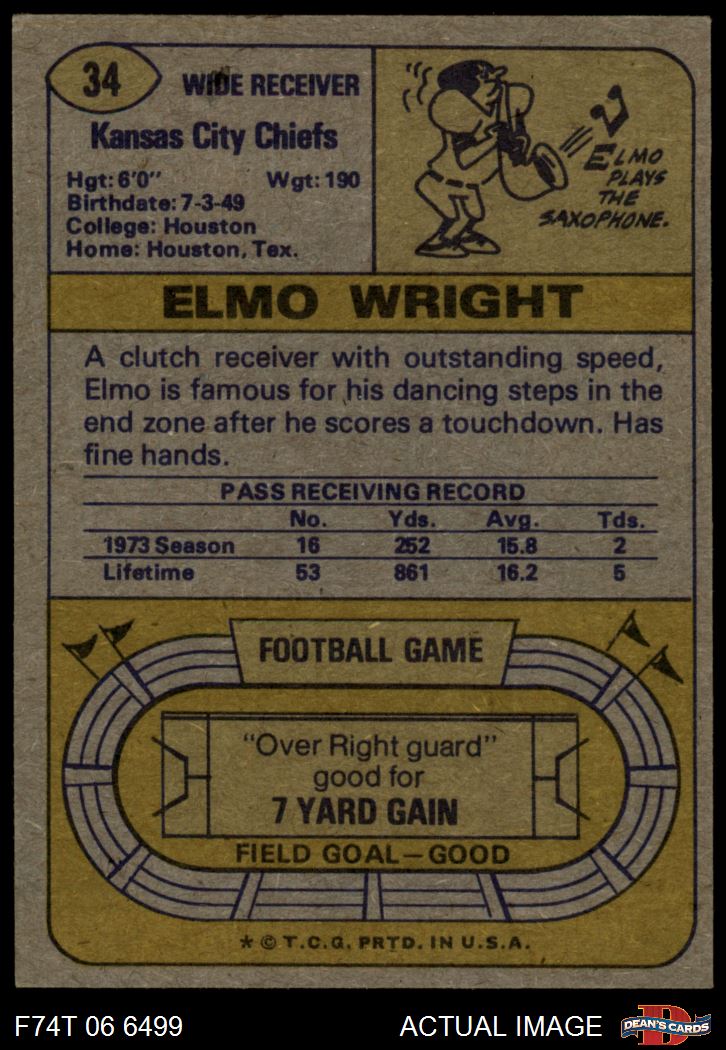 34
WIDE RECEIVER
Kansas City Chiefs
Hgt: 6'0" Wgt: 190
Birthdate: 7-3-49
College: Houston
Home: Houston, Tex.
ELMO
PLAYS
THE
SAXOPHONE.
ELMO WRIGHT
A clutch receiver with outstanding speed,
Elmo is famous for his dancing steps in the
end zone after he scores a touchdown. Has
fine hands.
PASS RECEIVING RECORD
No. Yds. Avg. Tds.
1973 Season 16 252 15.8 2
Lifetime 53 861 16.2 5
FOOTBALL GAME
"Over Right guard"
good for
7 YARD GAIN
FIELD GOAL—GOOD
* © T.C.G. PRTD. IN U.S.A.
F74T 06 6499 ACTUAL IMAGE
D
DEAN'S CARDS